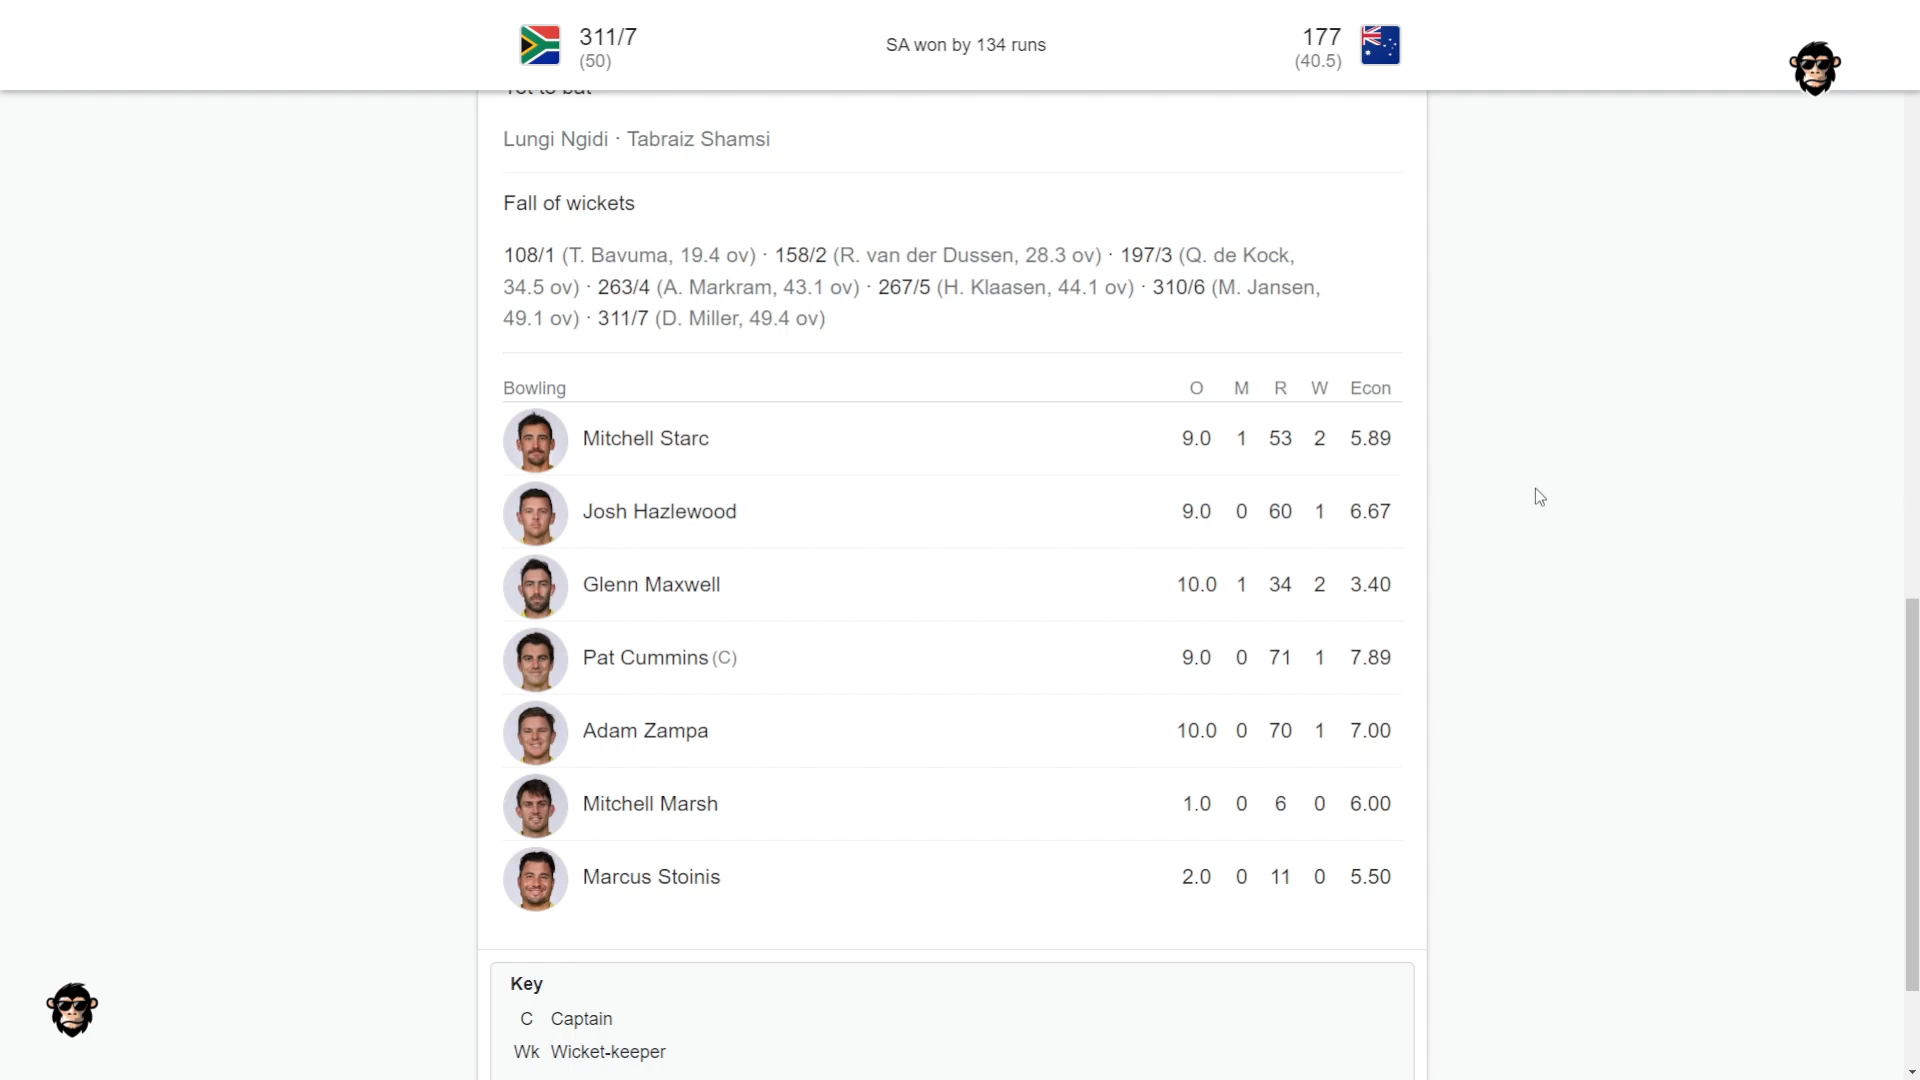 311/7
(50)
SA won by 134 runs
177
(40.5)
Yet to bat
Lungi Ngidi · Tabraiz Shamsi
Fall of wickets
108/1 (T. Bavuma, 19.4 ov) · 158/2 (R. van der Dussen, 28.3 ov) · 197/3 (Q. de Kock,
34.5 ov) · 263/4 (A. Markram, 43.1 ov) · 267/5 (H. Klaasen, 44.1 ov) · 310/6 (M. Jansen,
49.1 ov) · 311/7 (D. Miller, 49.4 ov)
Bowling O M R W Econ
Mitchell Starc 9.0 1 53 2 5.89
Josh Hazlewood 9.0 0 60 1 6.67
Glenn Maxwell 10.0 1 34 2 3.40
Pat Cummins (C) 9.0 0 71 1 7.89
Adam Zampa 10.0 0 70 1 7.00
Mitchell Marsh 1.0 0 6 0 6.00
Marcus Stoinis 2.0 0 11 0 5.50
Key
C Captain
Wk Wicket-keeper